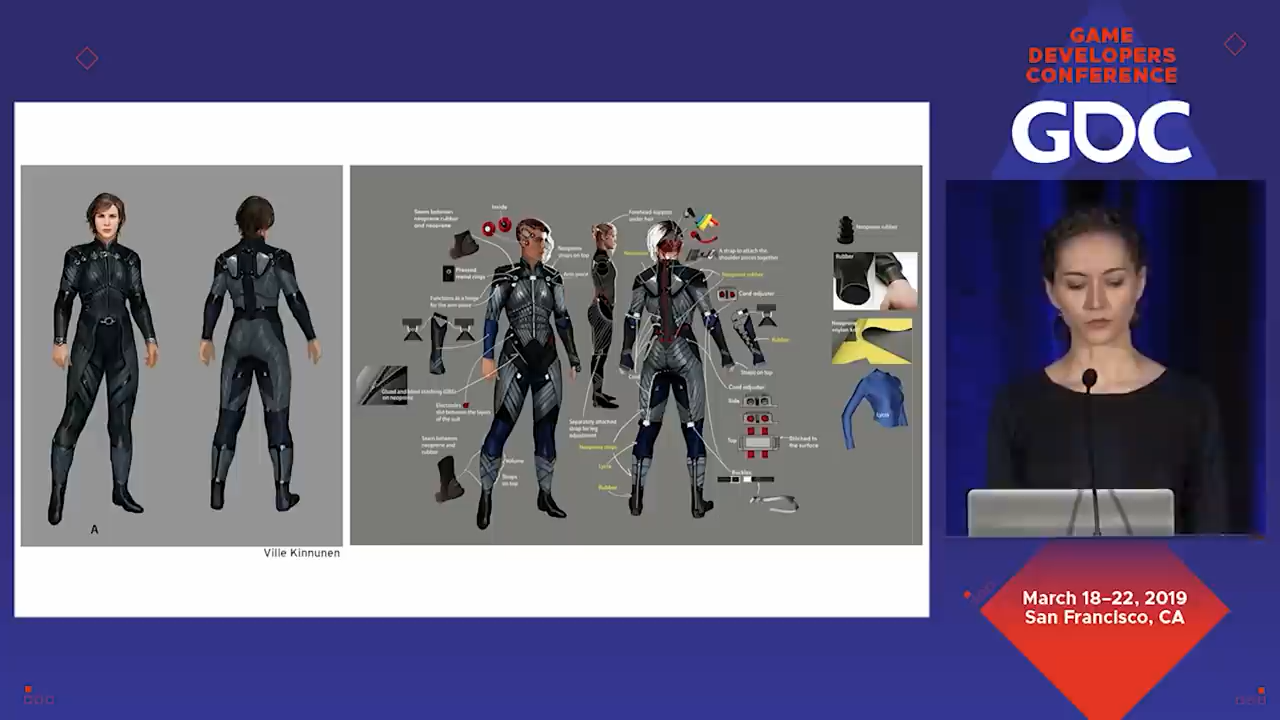 GAME
DEVELOPERS
CONFERENCE
GDC
Seam between
neoprene rubber
and neoprene
Inside
Forehead support
under hair
Neoprene
straps on top
A strap to attach the
shoulder pieces together
Neoprene rubber
Rubber
Pressed
metal rings
Arm piece
Neoprene rubber
Functions as a hinge
for the arm piece
Cord adjuster
Rubber
Glued and blind stitching (GBS)
on neoprene
Straps on top
Cord adjuster
Lycra
Electrodes
slot between the layers
of the suit
Side
Separately attached
strap for leg
adjustment
Seam between
neoprene and
rubber
Top
Stitched to
the surface
Neoprene straps
Volume
Lycra
Straps
on top
Buckles
Rubber
A
Ville Kinnunen
March 18–22, 2019
San Francisco, CA
GDC